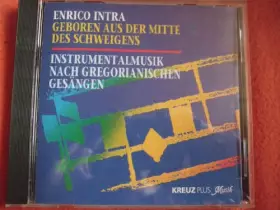 ENRICO INTRA
GEBOREN AUS DER MITTE
DES SCHWEIGENS
INSTRUMENTALMUSIK
NACH GREGORIANISCHEN
GESÄNGEN
KREUZ PLUS Musik